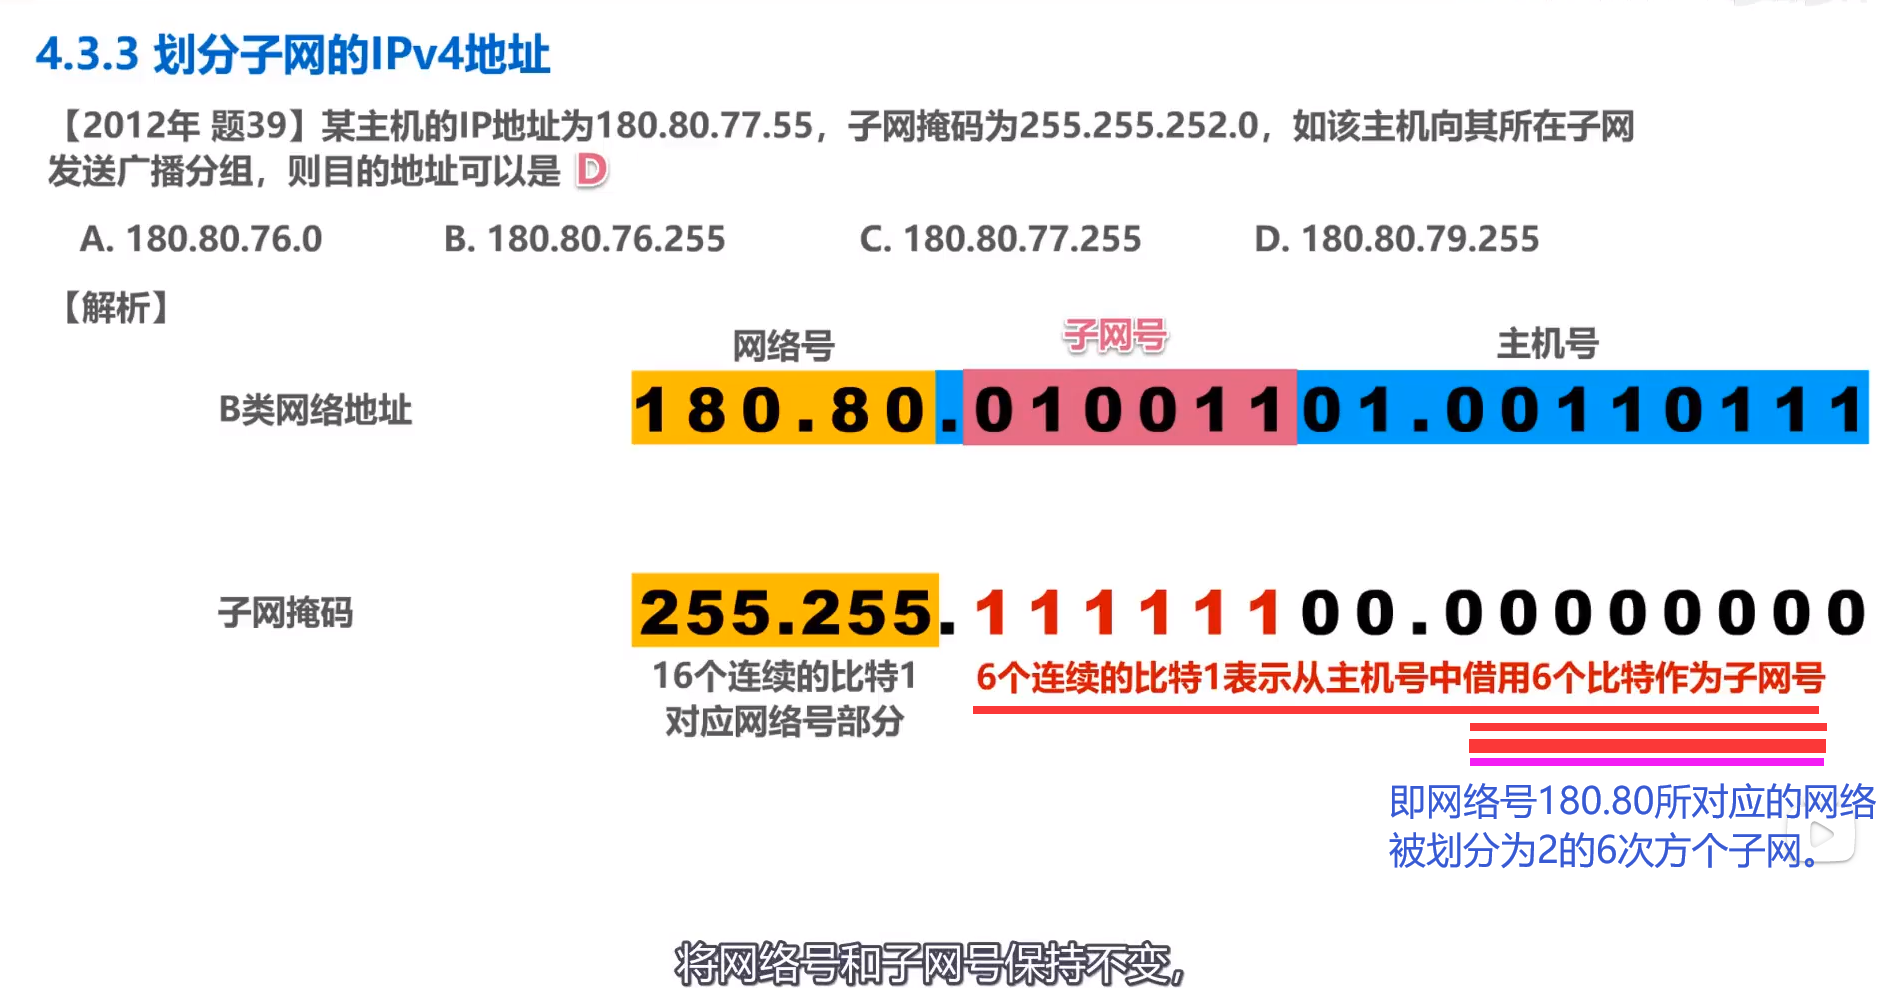 4.3.3 划分子网的IPv4地址
【2012年 题39】某主机的IP地址为180.80.77.55，子网掩码为255.255.252.0，如该主机向其所在子网
发送广播分组，则目的地址可以是 D
A. 180.80.76.0 B. 180.80.76.255 C. 180.80.77.255 D. 180.80.79.255
【解析】
网络号 子网号 主机号
B类网络地址 180.80.01001101.00110111
子网掩码 255.255.11111100.00000000
16个连续的比特1
对应网络号部分
6个连续的比特1表示从主机号中借用6个比特作为子网号
即网络号180.80所对应的网络
被划分为2的6次方个子网。
将网络号和子网号保持不变，